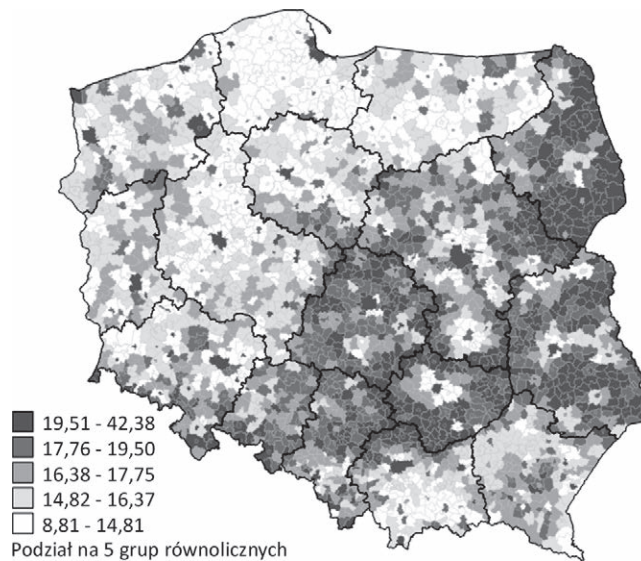 19,51 - 42,38
17,76 - 19,50
16,38 - 17,75
14,82 - 16,37
8,81 - 14,81
Podział na 5 grup równolicznych